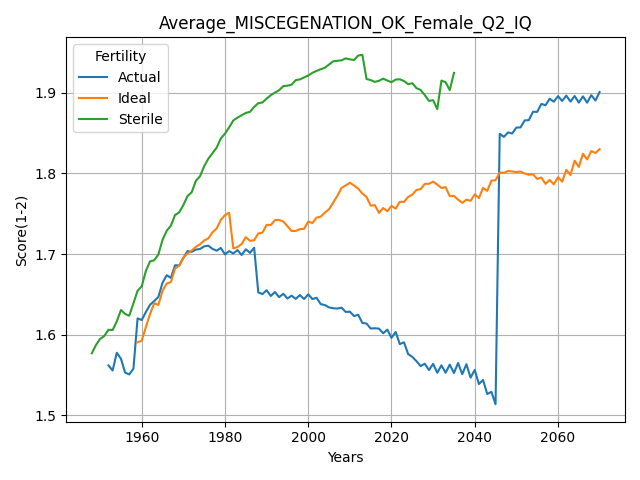 Average_MISCEGENATION_OK_Female_Q2_IQ
Fertility
Actual
Ideal
Sterile
Score(1-2)
1.9
1.8
1.7
1.6
1.5
1960 1980 2000 2020 2040 2060
Years